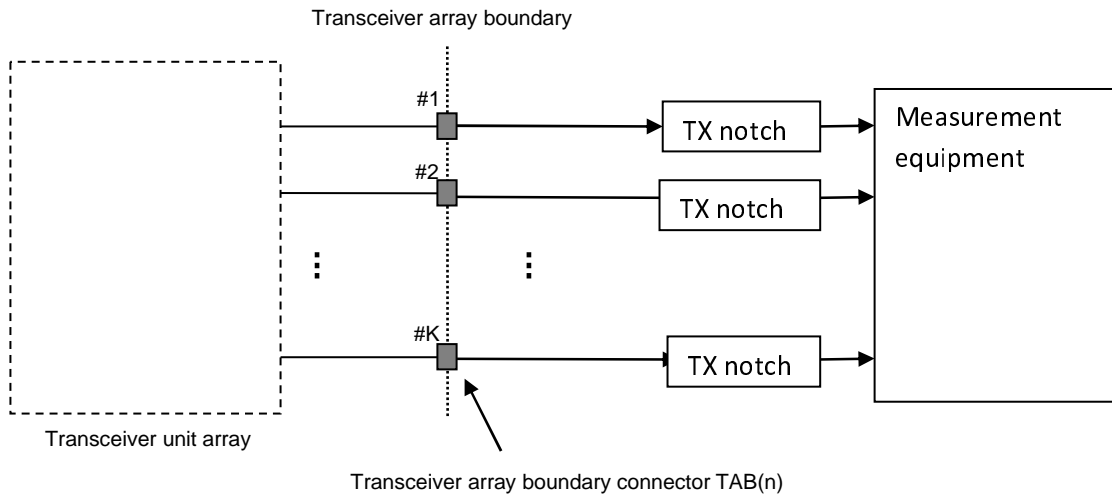 Transceiver array boundary
#1
TX notch
Measurement
equipment
#2
TX notch
#K
TX notch
Transceiver unit array
Transceiver array boundary connector TAB(n)